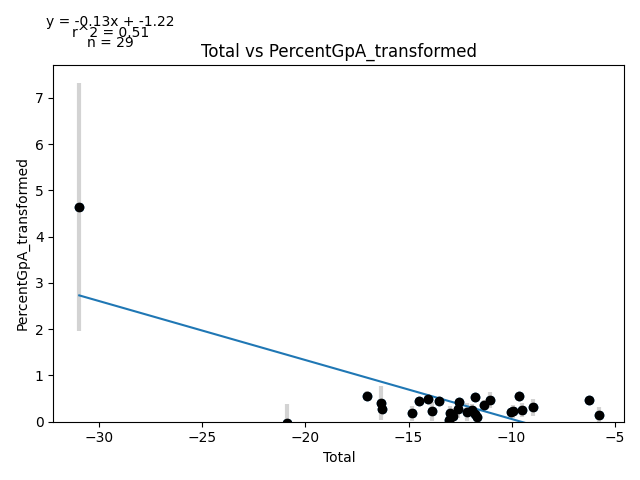 y = -0.13x + -1.22
r^2 = 0.51
n = 29
Total vs PercentGpA_transformed
7
6
5
4
3
2
1
0
PercentGpA_transformed
−30
−25
−20
−15
−10
−5
Total